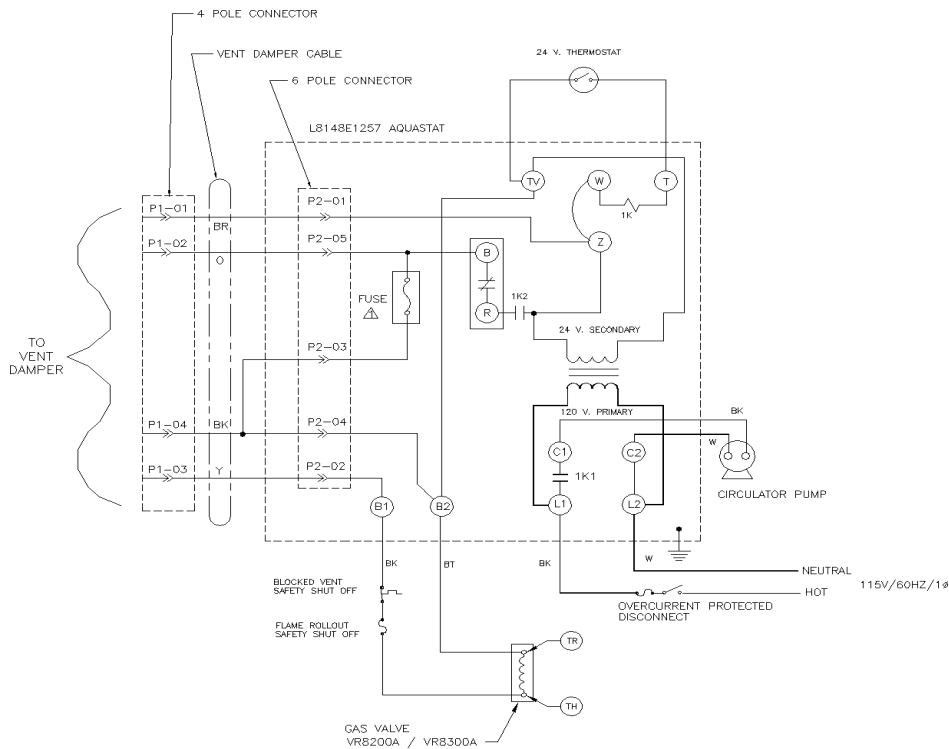 4 POLE CONNECTOR
VENT DAMPER CABLE
6 POLE CONNECTOR
24 V. THERMOSTAT
L8148E1257 AQUASTAT
TV
W
T
1K
P1-01
BR
P2-01
Z
P1-02
O
P2-05
B
FUSE
1
R
1K2
24 V. SECONDARY
TO
VENT
DAMPER
P2-03
120 V. PRIMARY
BK
P1-04
BK
P2-04
W
C1
C2
P1-03
Y
P2-02
1K1
CIRCULATOR PUMP
B1
B2
L1
L2
BK
BT
BK
W
NEUTRAL
BLOCKED VENT
SAFETY SHUT OFF
HOT
115V/60HZ/1ø
OVERCURRENT PROTECTED
DISCONNECT
FLAME ROLLOUT
SAFETY SHUT OFF
TR
TH
GAS VALVE
VR8200A / VR8300A